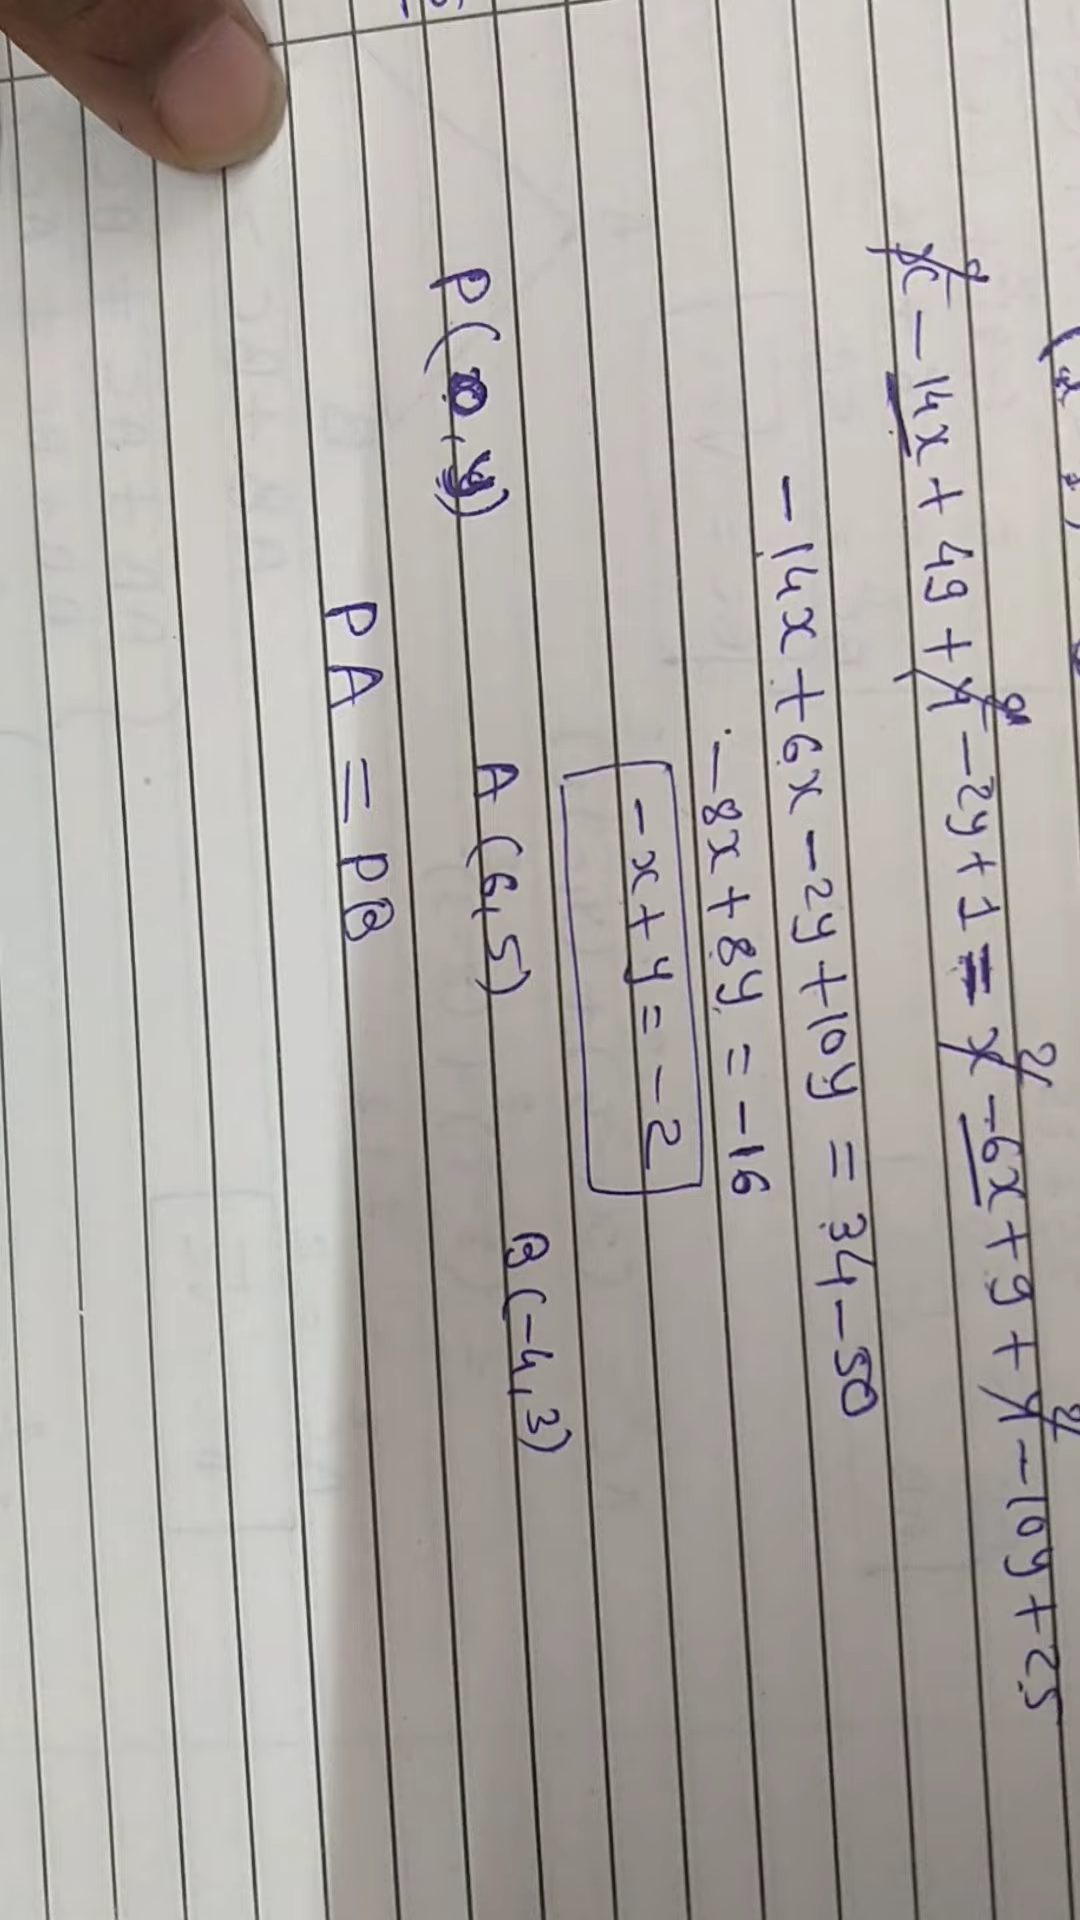 x² - 14x + 49 + y² - 2y + 1 = x² - 6x + 9 + y² - 10y + 25
- 14x + 6x - 2y + 10y = 34 - 50
- 8x + 8y = - 16
- x + y = - 2
P(0, y) A (6, 5) B (-4, 3)
PA = PB